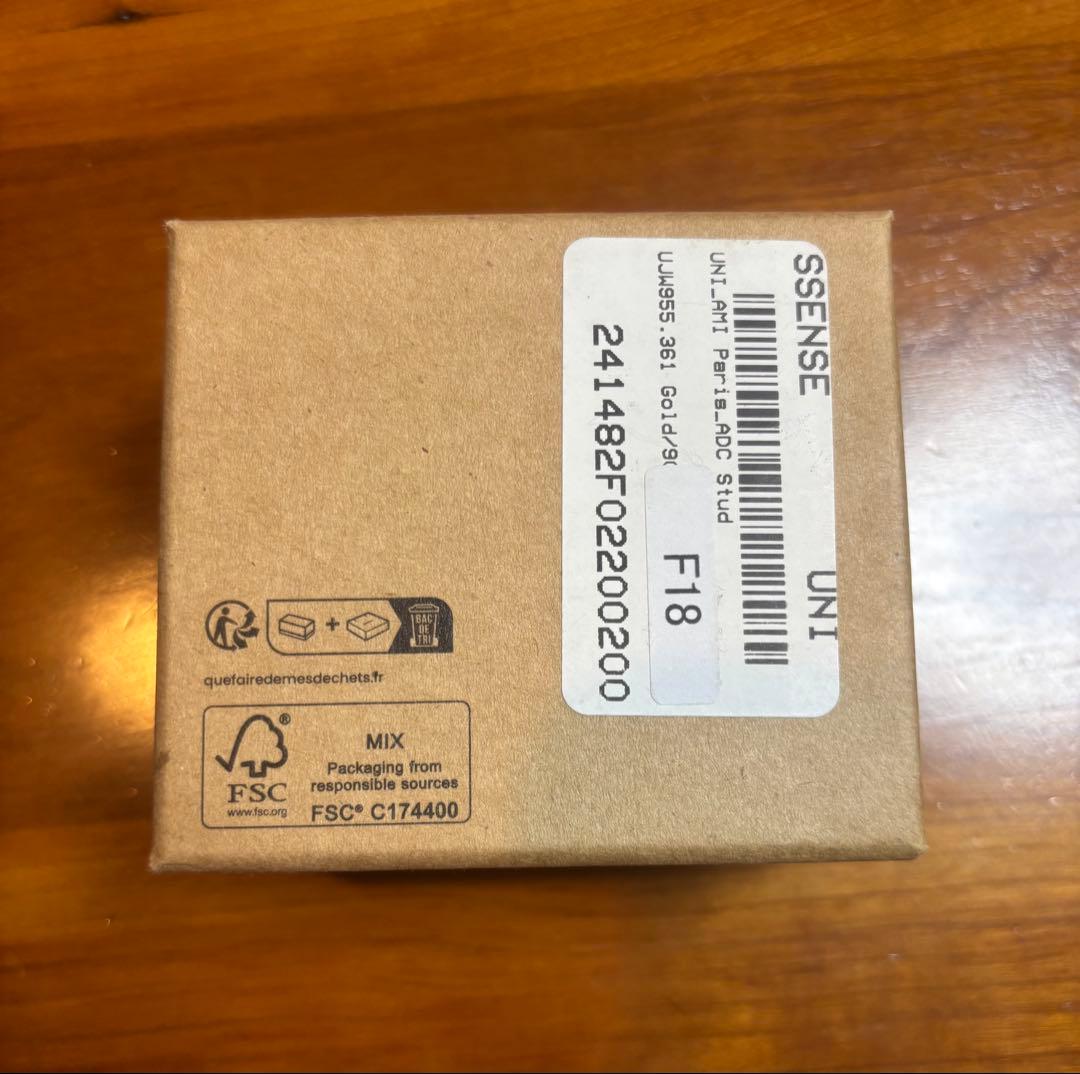 SSENSE UNI
UNI_AMI Paris_ADC Stud
UJW955.361 Gold/9
F18
241482F02200200
BAC
DE
TRI
quefairedemesdechets.fr
FSC
www.fsc.org
MIX
Packaging from
responsible sources
FSC® C174400